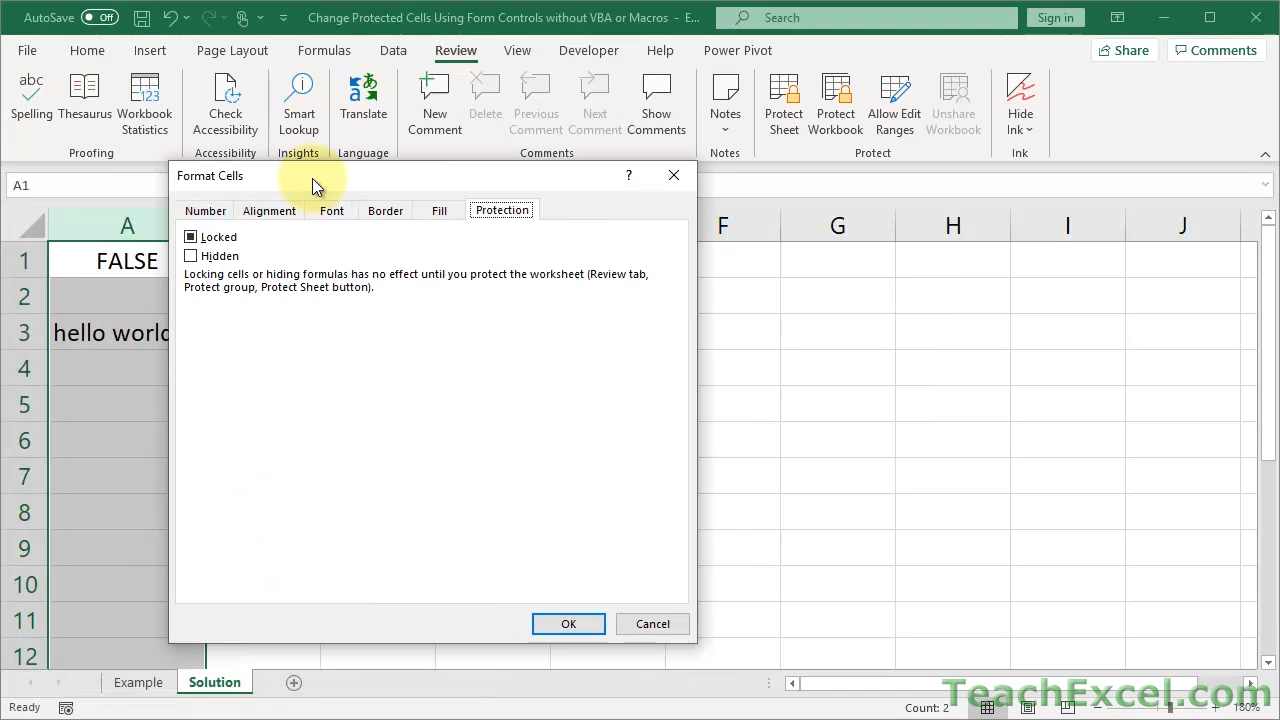 AutoSave Off Change Protected Cells Using Form Controls without VBA or Macros - E... Search Sign in
File Home Insert Page Layout Formulas Data Review View Developer Help Power Pivot Share Comments
abc 123
Spelling Thesaurus Workbook Statistics Check Accessibility Smart Lookup Translate New Comment Delete Previous Comment Next Comment Show Comments Notes Protect Sheet Protect Workbook Allow Edit Ranges Unshare Workbook Hide Ink
Proofing Accessibility Insights Language Comments Notes Protect Ink
A1
Format Cells ? ×
Number Alignment Font Border Fill Protection
Locked
Hidden
Locking cells or hiding formulas has no effect until you protect the worksheet (Review tab,
Protect group, Protect Sheet button).
OK Cancel
A F G H I J
1 FALSE
2
3 hello world
4
5
6
7
8
9
10
11
12
Example Solution
Ready Count: 2 180%
TeachExcel.com